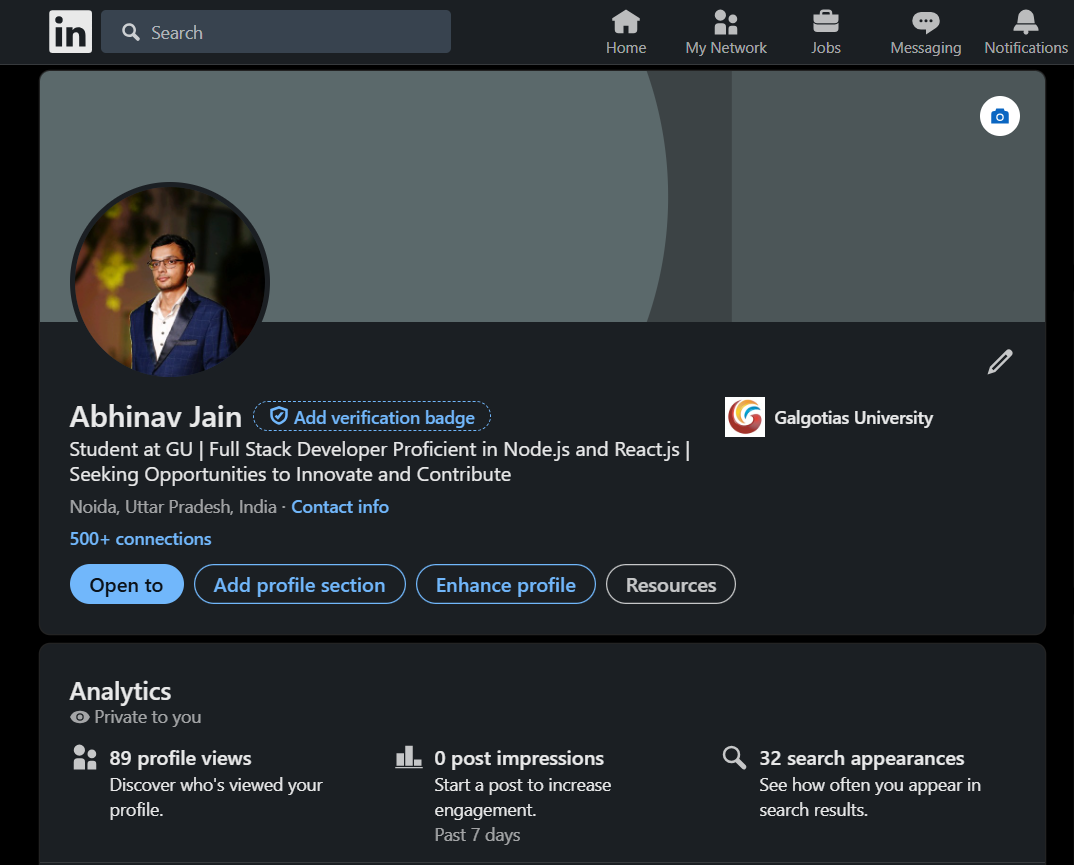 in
Search
Home
My Network
Jobs
Messaging
Notifications
Abhinav Jain
Add verification badge
Galgotias University
Student at GU | Full Stack Developer Proficient in Node.js and React.js |
Seeking Opportunities to Innovate and Contribute
Noida, Uttar Pradesh, India · Contact info
500+ connections
Open to
Add profile section
Enhance profile
Resources
Analytics
Private to you
89 profile views
Discover who's viewed your
profile.
0 post impressions
Start a post to increase
engagement.
Past 7 days
32 search appearances
See how often you appear in
search results.